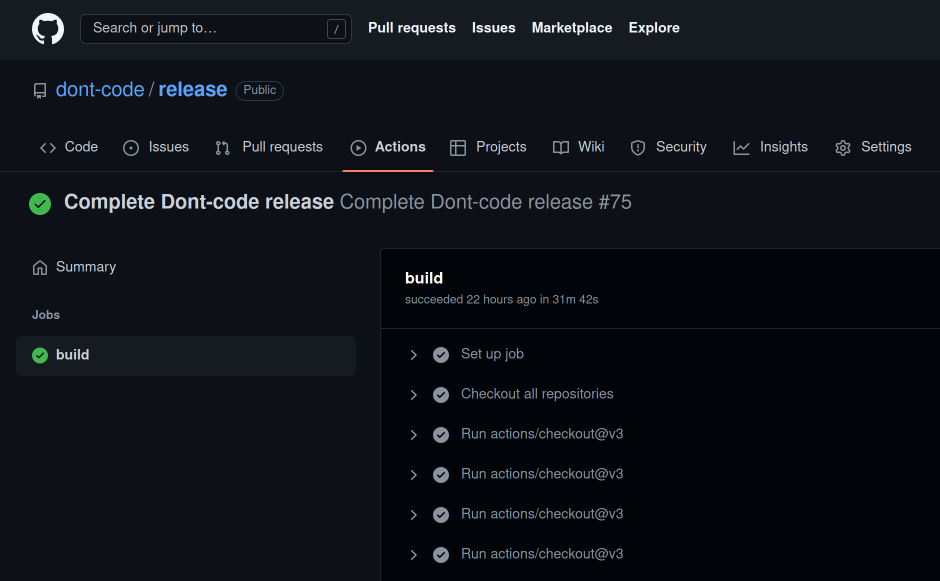 Search or jump to… / Pull requests Issues Marketplace Explore
dont-code / release Public
Code Issues Pull requests Actions Projects Wiki Security Insights Settings
Complete Dont-code release Complete Dont-code release #75
Summary
Jobs
build
build
succeeded 22 hours ago in 31m 42s
Set up job
Checkout all repositories
Run actions/checkout@v3
Run actions/checkout@v3
Run actions/checkout@v3
Run actions/checkout@v3